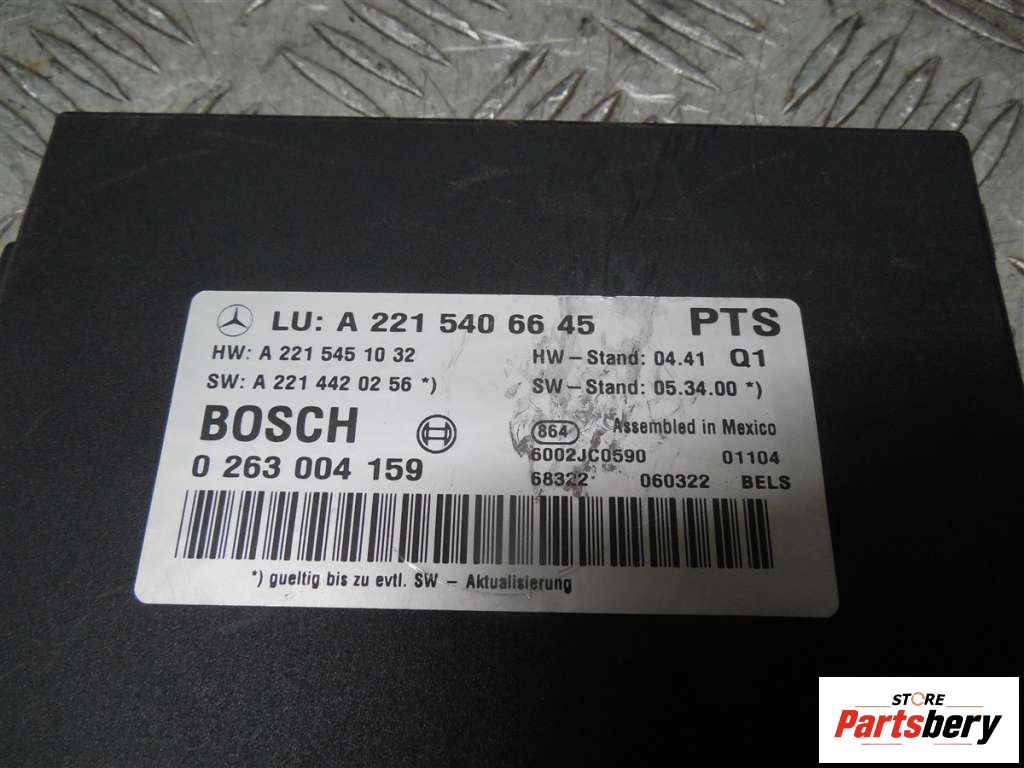 LU: A 221 540 66 45 PTS
HW: A 221 545 10 32 HW - Stand: 04.41 Q1
SW: A 221 442 02 56 *) SW - Stand: 05.34.00 *)
BOSCH 864 Assembled in Mexico
6002JC0590 01104
0 263 004 159 68322 060322 BELS
*) gueltig bis zu evtl. SW - Aktualisierung
STORE
Partsbery